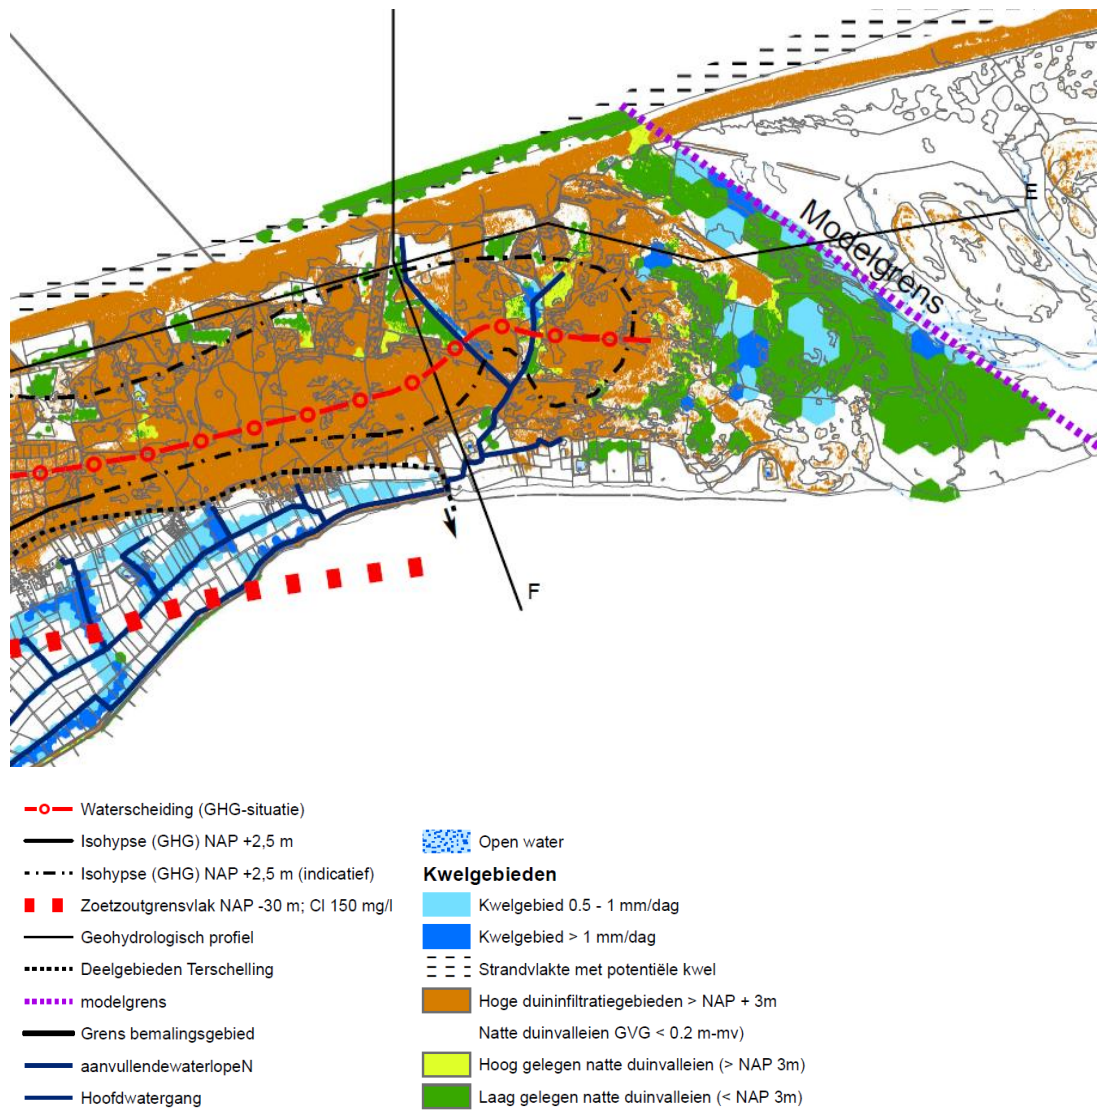 E
Modelgrens
F
Waterscheiding (GHG-situatie)
Isohypse (GHG) NAP +2,5 m
Isohypse (GHG) NAP +2,5 m (indicatief)
Zoetzoutgrensvlak NAP -30 m; Cl 150 mg/l
Geohydrologisch profiel
Deelgebieden Terschelling
modelgrens
Grens bemalingsgebied
aanvullendewaterlopeN
Hoofdwatergang
Open water
Kwelgebieden
Kwelgebied 0.5 - 1 mm/dag
Kwelgebied > 1 mm/dag
Strandvlakte met potentiële kwel
Hoge duininfiltratiegebieden > NAP + 3m
Natte duinvalleien GVG < 0.2 m-mv)
Hoog gelegen natte duinvalleien (> NAP 3m)
Laag gelegen natte duinvalleien (< NAP 3m)